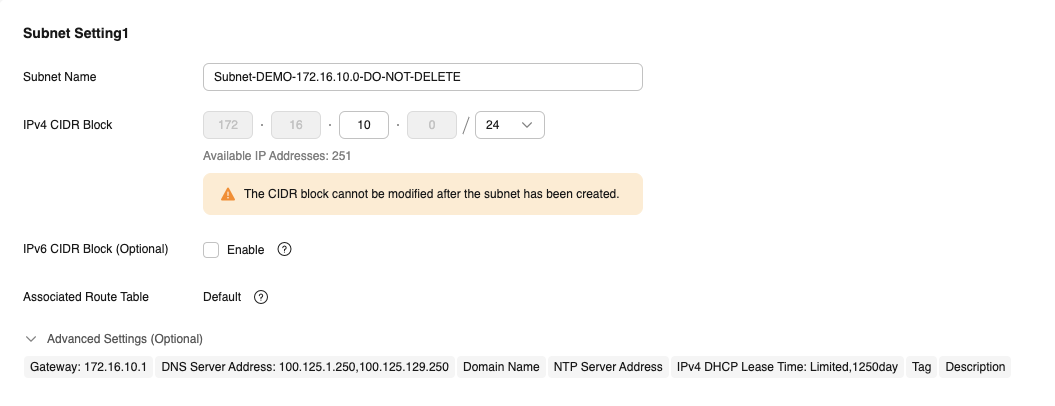 Subnet Setting1
Subnet Name Subnet-DEMO-172.16.10.0-DO-NOT-DELETE
IPv4 CIDR Block 172 · 16 · 10 · 0 / 24
Available IP Addresses: 251
The CIDR block cannot be modified after the subnet has been created.
IPv6 CIDR Block (Optional) Enable ?
Associated Route Table Default ?
Advanced Settings (Optional)
Gateway: 172.16.10.1 DNS Server Address: 100.125.1.250,100.125.129.250 Domain Name NTP Server Address IPv4 DHCP Lease Time: Limited,1250day Tag Description